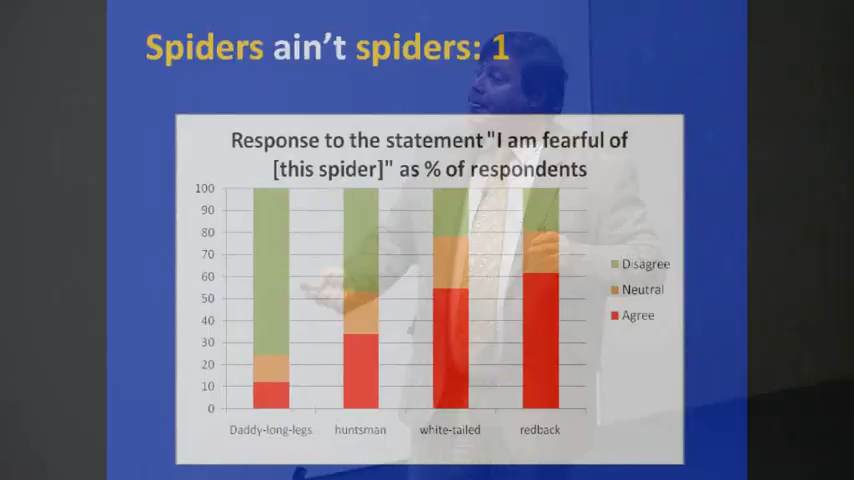 Spiders ain't spiders: 1
Response to the statement "I am fearful of
[this spider]" as % of respondents
100
90
80
70
60
50
40
30
20
10
0
Disagree
Neutral
Agree
Daddy-long-legs huntsman white-tailed redback